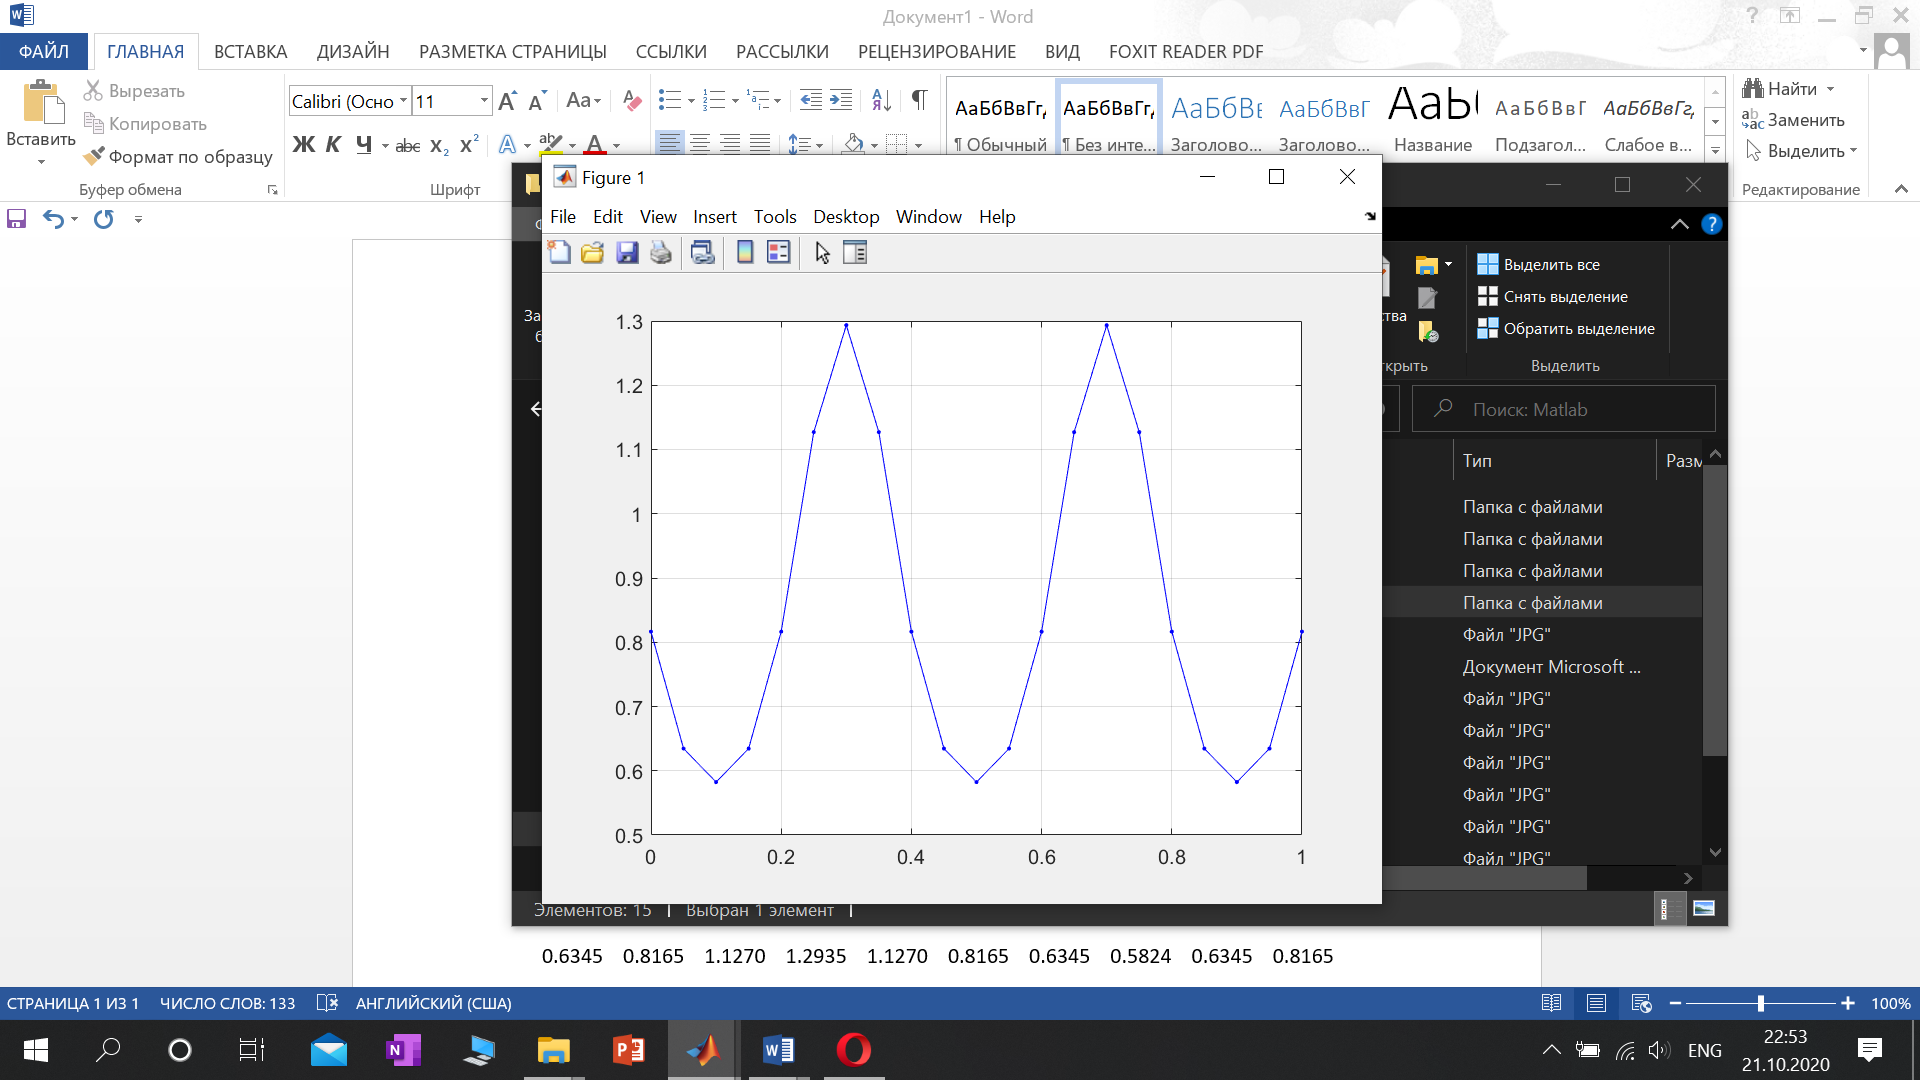 Документ1 - Word
ФАЙЛ ГЛАВНАЯ ВСТАВКА ДИЗАЙН РАЗМЕТКА СТРАНИЦЫ ССЫЛКИ РАССЫЛКИ РЕЦЕНЗИРОВАНИЕ ВИД FOXIT READER PDF
Вставить
Вырезать
Копировать
Формат по образцу
Буфер обмена
Calibri (Осно 11
Ж К Ч abc x₂ x²
Шрифт
АаБбВвГг, АаБбВвГг, АаБбВв АаБбВвГ АаБ АаБбВвГ АаБбВвГг,
¶ Обычный ¶ Без инте... Заголово... Заголово... Название Подзагол... Слабое в...
Найти
Заменить
Выделить
Редактирование
Figure 1
File Edit View Insert Tools Desktop Window Help
1.3
1.2
1.1
1
0.9
0.8
0.7
0.6
0.5
0 0.2 0.4 0.6 0.8 1
Выделить все
Снять выделение
Обратить выделение
Выделить
Поиск: Matlab
Тип Разм
Папка с файлами
Папка с файлами
Папка с файлами
Папка с файлами
Файл "JPG"
Документ Microsoft ...
Файл "JPG"
Файл "JPG"
Файл "JPG"
Файл "JPG"
Файл "JPG"
Файл "JPG"
Элементов: 15 Выбран 1 элемент
0.6345 0.8165 1.1270 1.2935 1.1270 0.8165 0.6345 0.5824 0.6345 0.8165
СТРАНИЦА 1 ИЗ 1 ЧИСЛО СЛОВ: 133 АНГЛИЙСКИЙ (США) 100%
ENG
22:53
21.10.2020